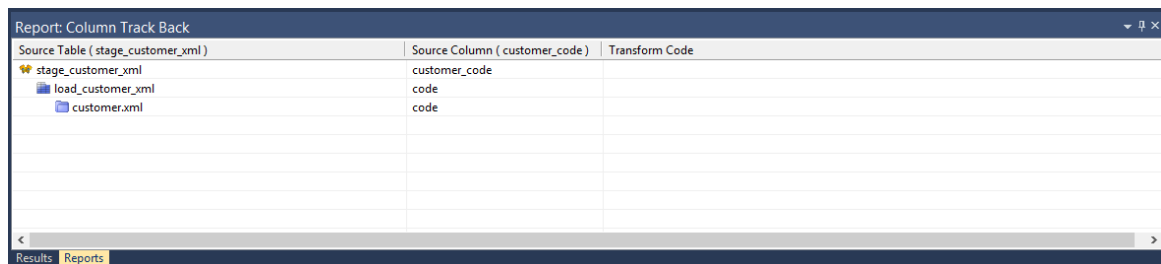 Report: Column Track Back
Source Table ( stage_customer_xml ) Source Column ( customer_code ) Transform Code
stage_customer_xml customer_code
load_customer_xml code
customer.xml code
Results Reports